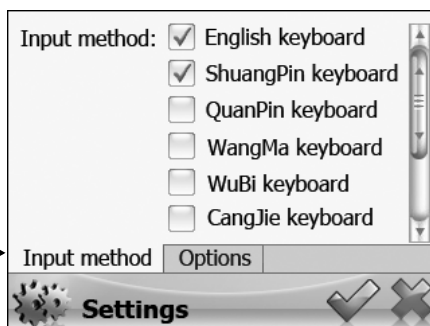 Input method: English keyboard
ShuangPin keyboard
QuanPin keyboard
WangMa keyboard
WuBi keyboard
CangJie keyboard
Input method Options
Settings